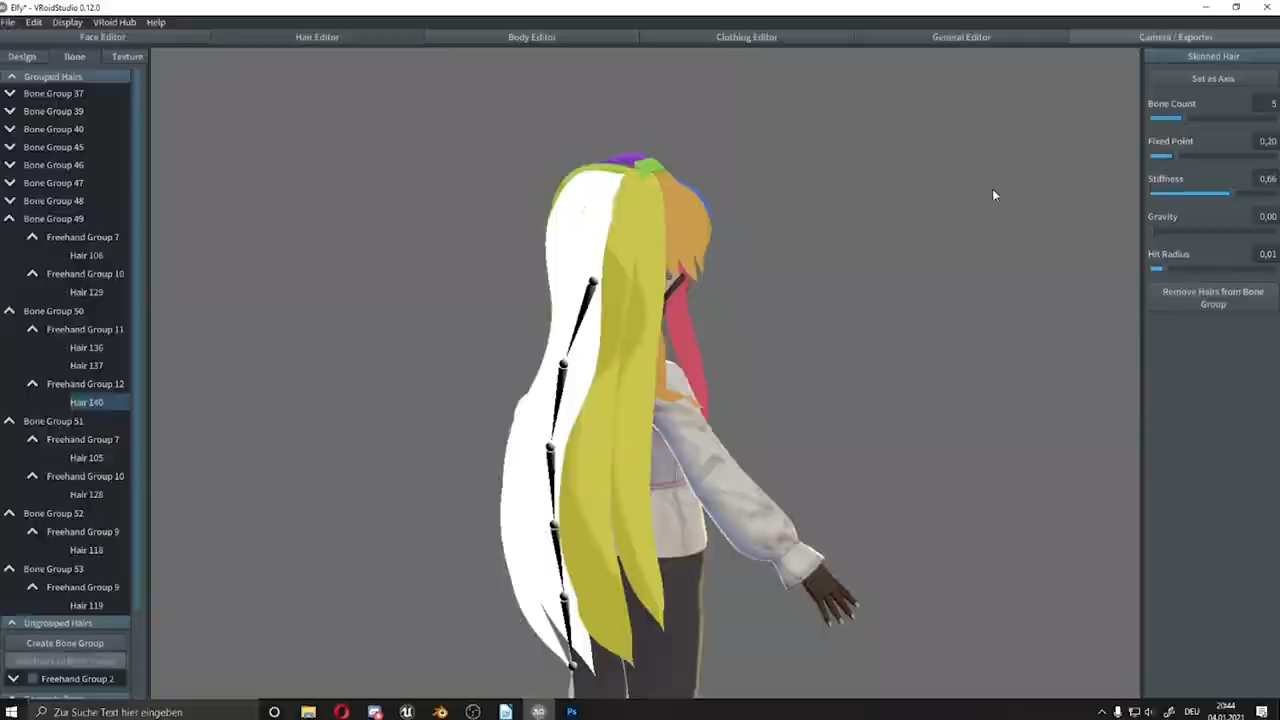 Elfy* - VRoidStudio 0.12.0
File Edit Display VRoid Hub Help
Face Editor Hair Editor Body Editor Clothing Editor General Editor Camera / Exporter
Design Bone Texture
Grouped Hairs
Bone Group 37
Bone Group 39
Bone Group 40
Bone Group 45
Bone Group 46
Bone Group 47
Bone Group 48
Bone Group 49
Freehand Group 7
Hair 106
Freehand Group 10
Hair 129
Bone Group 50
Freehand Group 11
Hair 136
Hair 137
Freehand Group 12
Hair 140
Bone Group 51
Freehand Group 7
Hair 105
Freehand Group 10
Hair 128
Bone Group 52
Freehand Group 9
Hair 118
Bone Group 53
Freehand Group 9
Hair 119
Ungrouped Hairs
Create Bone Group
Freehand Group 2
Skinned Hair
Set as Axis
Bone Count 5
Fixed Point 0,20
Stiffness 0,66
Gravity 0,00
Hit Radius 0,01
Remove Hairs from Bone
Group
Zur Suche Text hier eingeben
Ps
DEU
20:44
04.01.2021